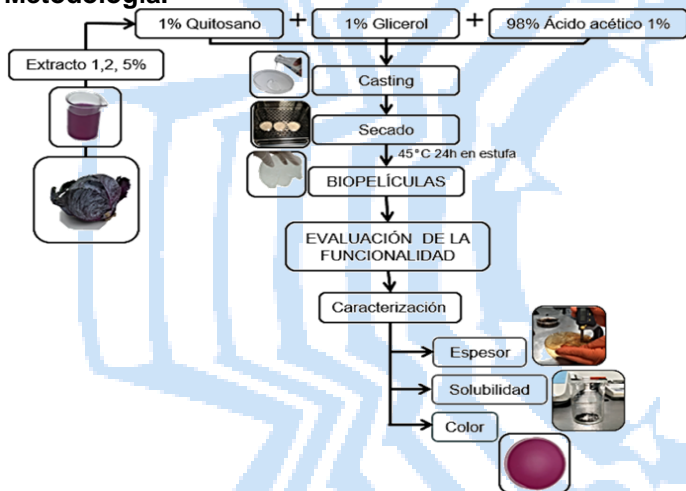 Metodología.
1% Quitosano + 1% Glicerol + 98% Ácido acético 1%
Extracto 1,2, 5%
Casting
Secado
45°C 24h en estufa
BIOPELÍCULAS
EVALUACIÓN DE LA
FUNCIONALIDAD
Caracterización
Espesor
Solubilidad
Color